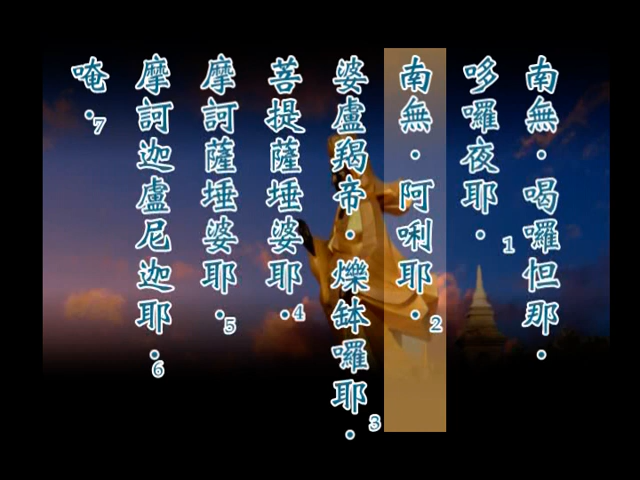 南無·喝囉怛那·
哆囉夜耶·1
南無·阿唎耶·2
婆盧羯帝·爍缽囉耶·3
菩提薩埵婆耶·4
摩訶薩埵婆耶·5
摩訶迦盧尼迦耶·6
唵·7